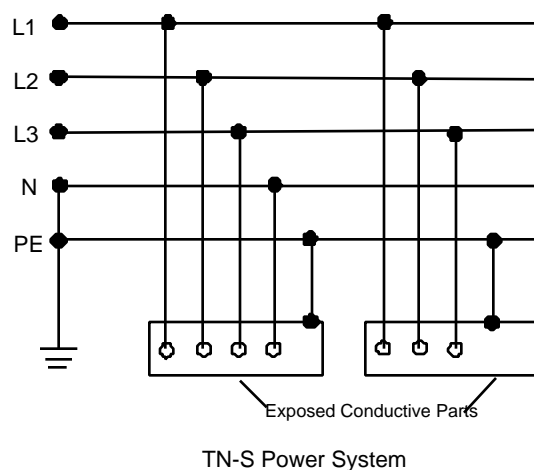 L1
L2
L3
N
PE
Exposed Conductive Parts
TN-S Power System